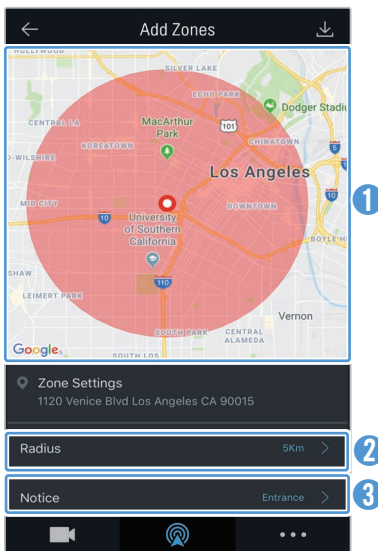 Add Zones
HOLLYWOOD
SILVER LAKE
ECHO PARK
Dodger Stadiu
CENTRAL LA
MacArthur
Park
101
KOREATOWN
CHINATOWN
5
D-WILSHIRE
Los Angeles
10
1
MID CITY
DOWNTOWN
10
University
of Southern
California
BOYLE H
SHAW
110
LEIMERT PARK
Vernon
SOUTH PARK
CENTRAL
ALAMEDA
Google
SOUTH LOS
Zone Settings
1120 Venice Blvd Los Angeles CA 90015
Radius
5Km
2
Notice
Entrance
3